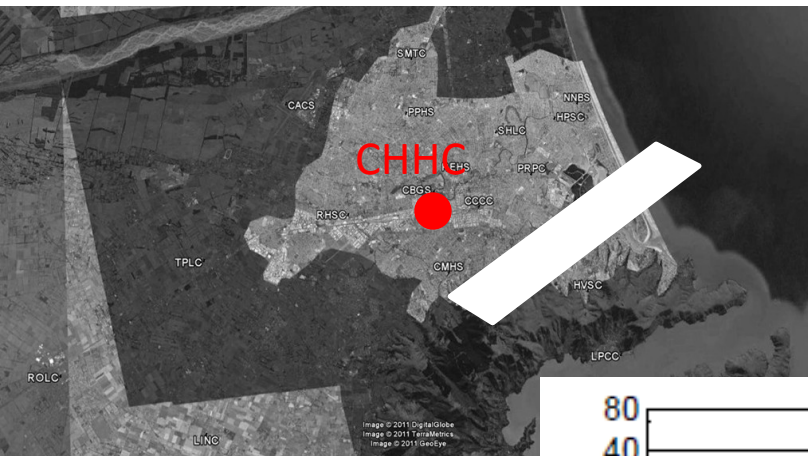 SMTC
CACS
NNBS
PPHS
HPSC
SHLC
CHHC
EHS
PRPC
CBGS
CCCC
RHSC
TPLC
CMHS
HVSC
LPCC
ROLC
LINC
Image © 2011 DigitalGlobe
Image © 2011 TerraMetrics
Image © 2011 GeoEye
80
40